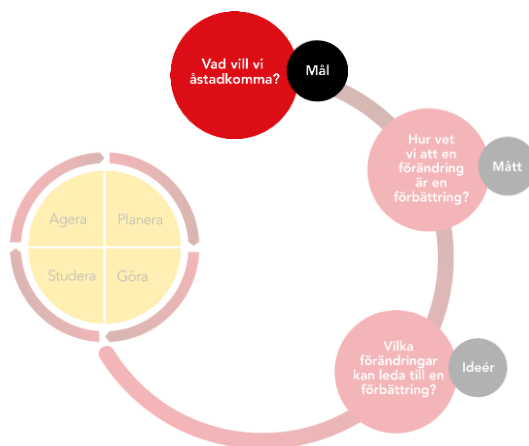 Vad vill vi
åstadkomma?
Mål
Hur vet
vi att en
förändring
är en
förbättring?
Mått
Agera
Planera
Studera
Göra
Vilka
förändringar
kan leda till en
förbättring?
Ideér